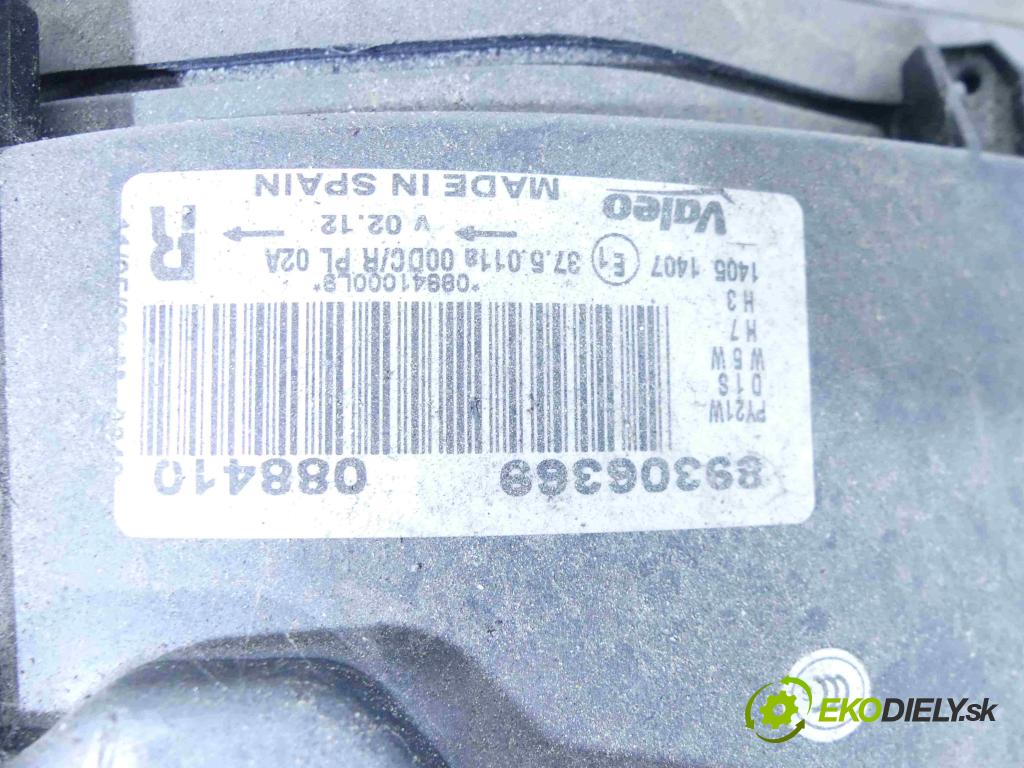 89306369 088410
PY21W
D1S
W5W
H7
H3
*08841000L9*
1405 1407 E1 37.5.011a 00DC/R PL 02A
Valeo v 02.12 R
MADE IN SPAIN
EKODIELY.sk